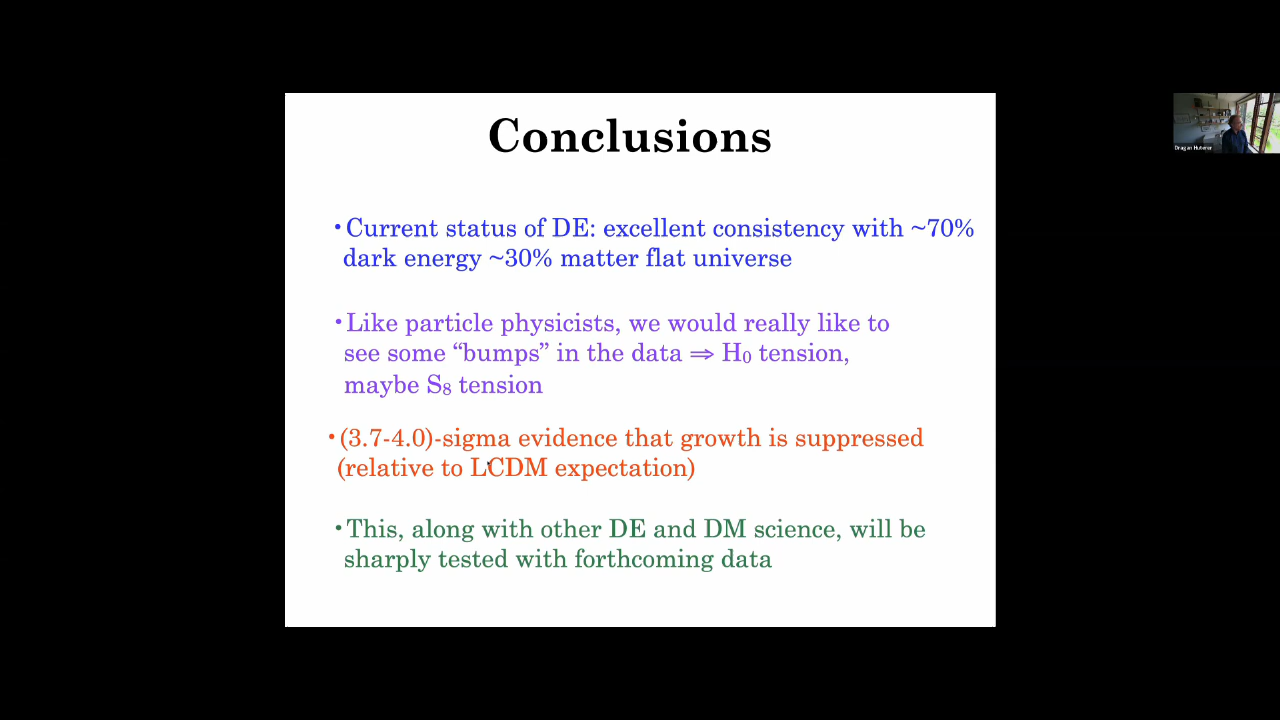 Conclusions
•Current status of DE: excellent consistency with ~70%
dark energy ~30% matter flat universe
•Like particle physicists, we would really like to
see some “bumps” in the data ⇒ H₀ tension,
maybe S₈ tension
•(3.7-4.0)-sigma evidence that growth is suppressed
(relative to LCDM expectation)
•This, along with other DE and DM science, will be
sharply tested with forthcoming data
Dragan Huterer